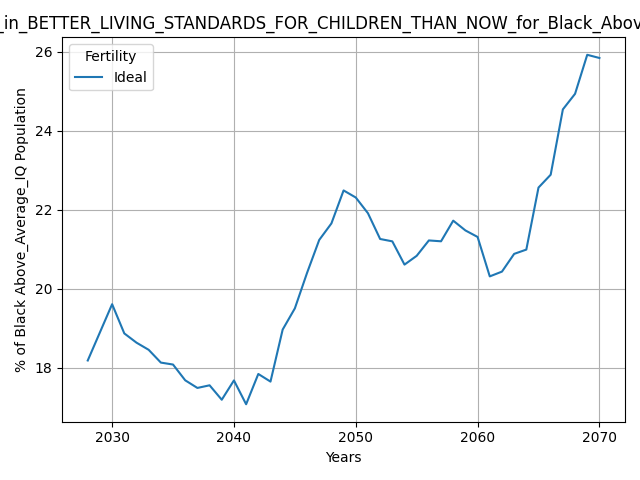 _in_BETTER_LIVING_STANDARDS_FOR_CHILDREN_THAN_NOW_for_Black_Abov
Fertility
Ideal
% of Black Above_Average_IQ Population
26
24
22
20
18
2030 2040 2050 2060 2070
Years